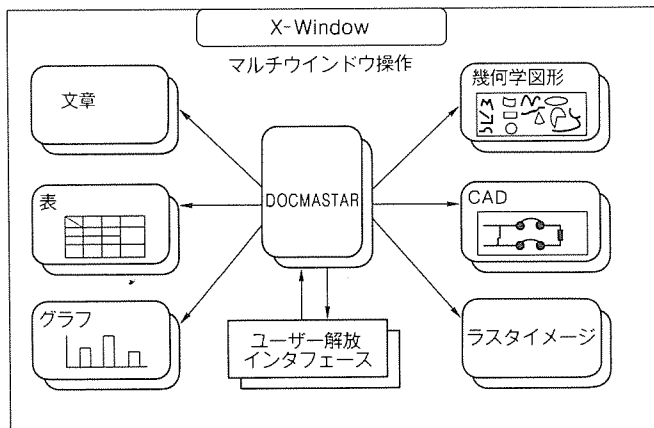 X-Window
マルチウインドウ操作
文章
幾何学図形
表
DOCMASTAR
CAD
グラフ
ユーザー解放
インタフェース
ラスタイメージ